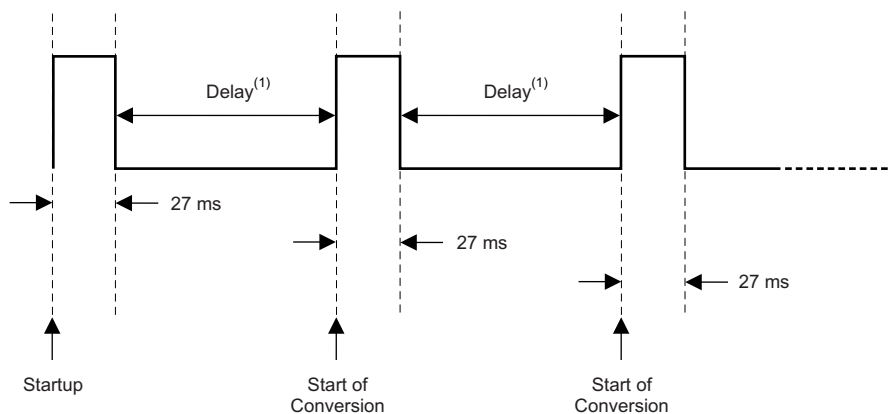 Delay(1)
Delay(1)
27 ms
27 ms
27 ms
Startup
Start of
Conversion
Start of
Conversion